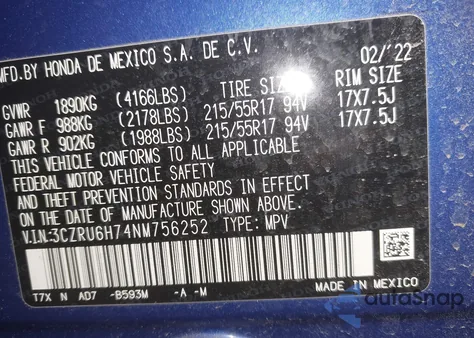 MFD.BY HONDA DE MEXICO S.A. DE C.V. 02/'22
GVWR 1890KG (4166LBS) TIRE SIZE RIM SIZE
GAWR F 988KG (2178LBS) 215/55R17 94V 17X7.5J
GAWR R 902KG (1988LBS) 215/55R17 94V 17X7.5J
THIS VEHICLE CONFORMS TO ALL APPLICABLE
FEDERAL MOTOR VEHICLE SAFETY
AND THEFT PREVENTION STANDARDS IN EFFECT
ON THE DATE OF MANUFACTURE SHOWN ABOVE.
V.I.N:3CZRU6H74NM756252 TYPE: MPV
T7X N AD7 -B593M -A -M MADE IN MEXICO
autoSnap